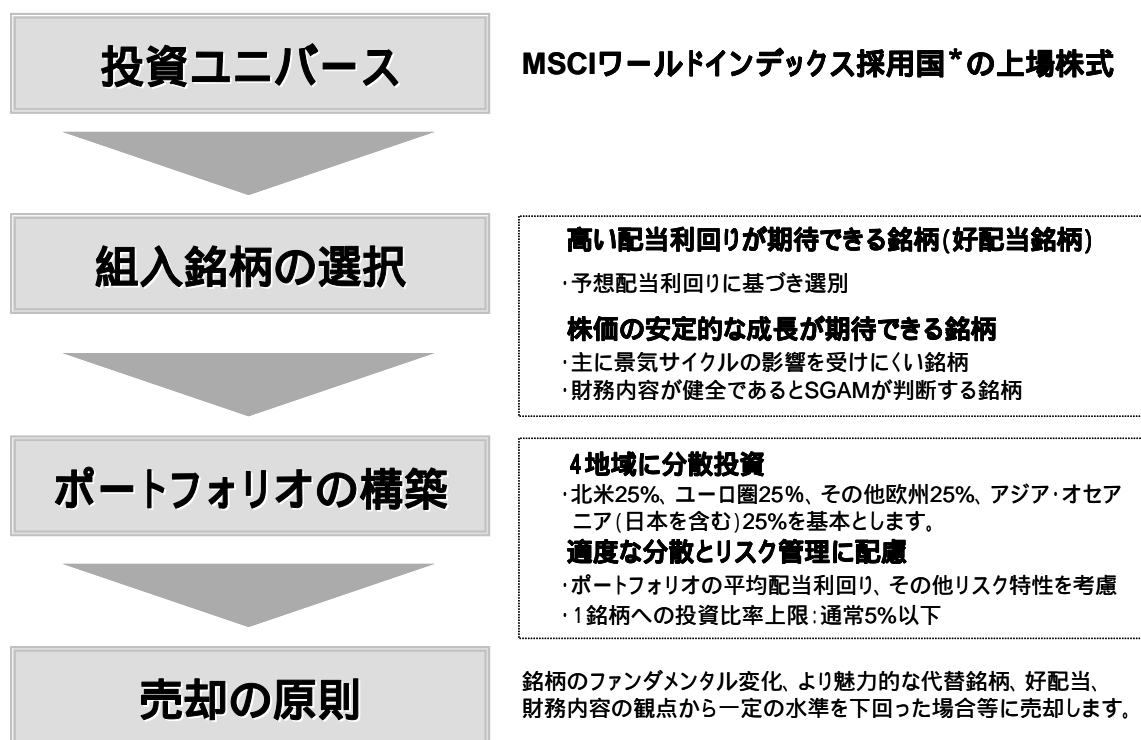 投資ユニバース
MSCIワールドインデックス採用国*の上場株式
組入銘柄の選択
高い配当利回りが期待できる銘柄(好配当銘柄)
・予想配当利回りに基づき選別
株価の安定的な成長が期待できる銘柄
・主に景気サイクルの影響を受けにくい銘柄
・財務内容が健全であるとSGAMが判断する銘柄
ポートフォリオの構築
4地域に分散投資
・北米25%、ユーロ圏25%、その他欧州25%、アジア・オセア
ニア(日本を含む)25%を基本とします。
適度な分散とリスク管理に配慮
・ポートフォリオの平均配当利回り、その他リスク特性を考慮
・1銘柄への投資比率上限:通常5%以下
売却の原則
銘柄のファンダメンタル変化、より魅力的な代替銘柄、好配当、
財務内容の観点から一定の水準を下回った場合等に売却します。